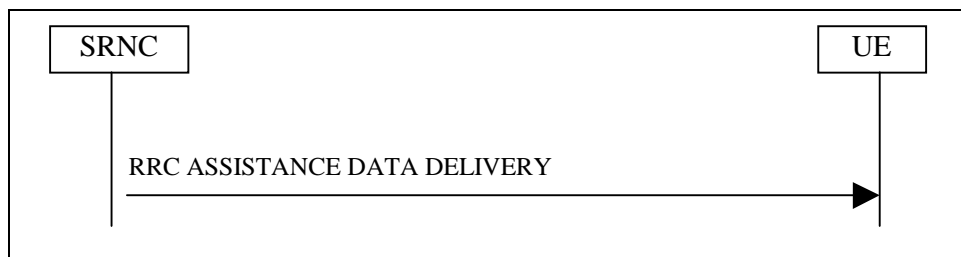 SRNC
UE
RRC ASSISTANCE DATA DELIVERY